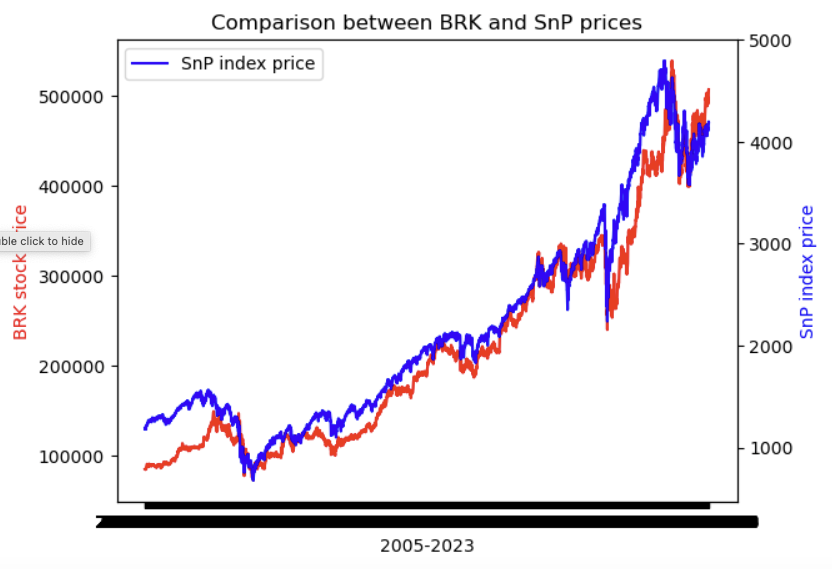 Comparison between BRK and SnP prices
SnP index price
500000
400000
300000
200000
100000
5000
4000
3000
2000
1000
BRK stock
ble click to hide
SnP index price
2005-2023